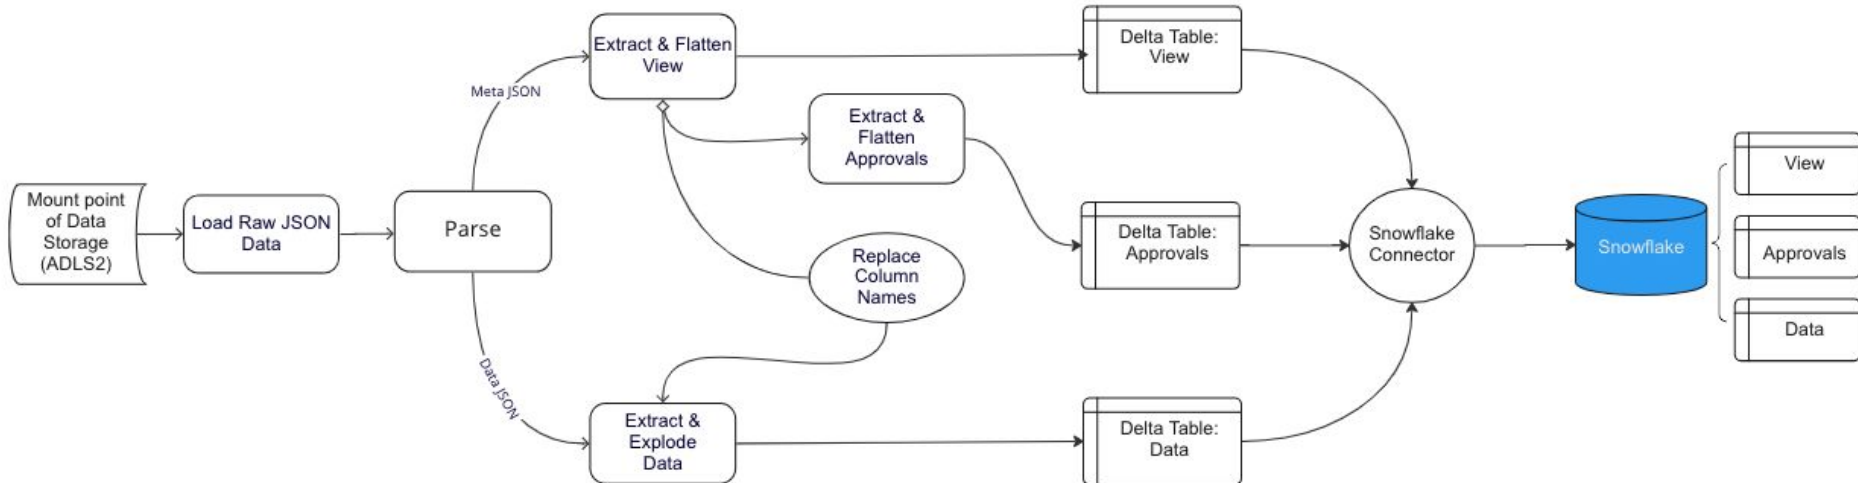 Mount point
of Data
Storage
(ADLS2)
Load Raw JSON
Data
Parse
Meta JSON
Data JSON
Extract & Flatten
View
Extract &
Flatten
Approvals
Replace
Column
Names
Extract &
Explode
Data
Delta Table:
View
Delta Table:
Approvals
Delta Table:
Data
Snowflake
Connector
Snowflake
View
Approvals
Data